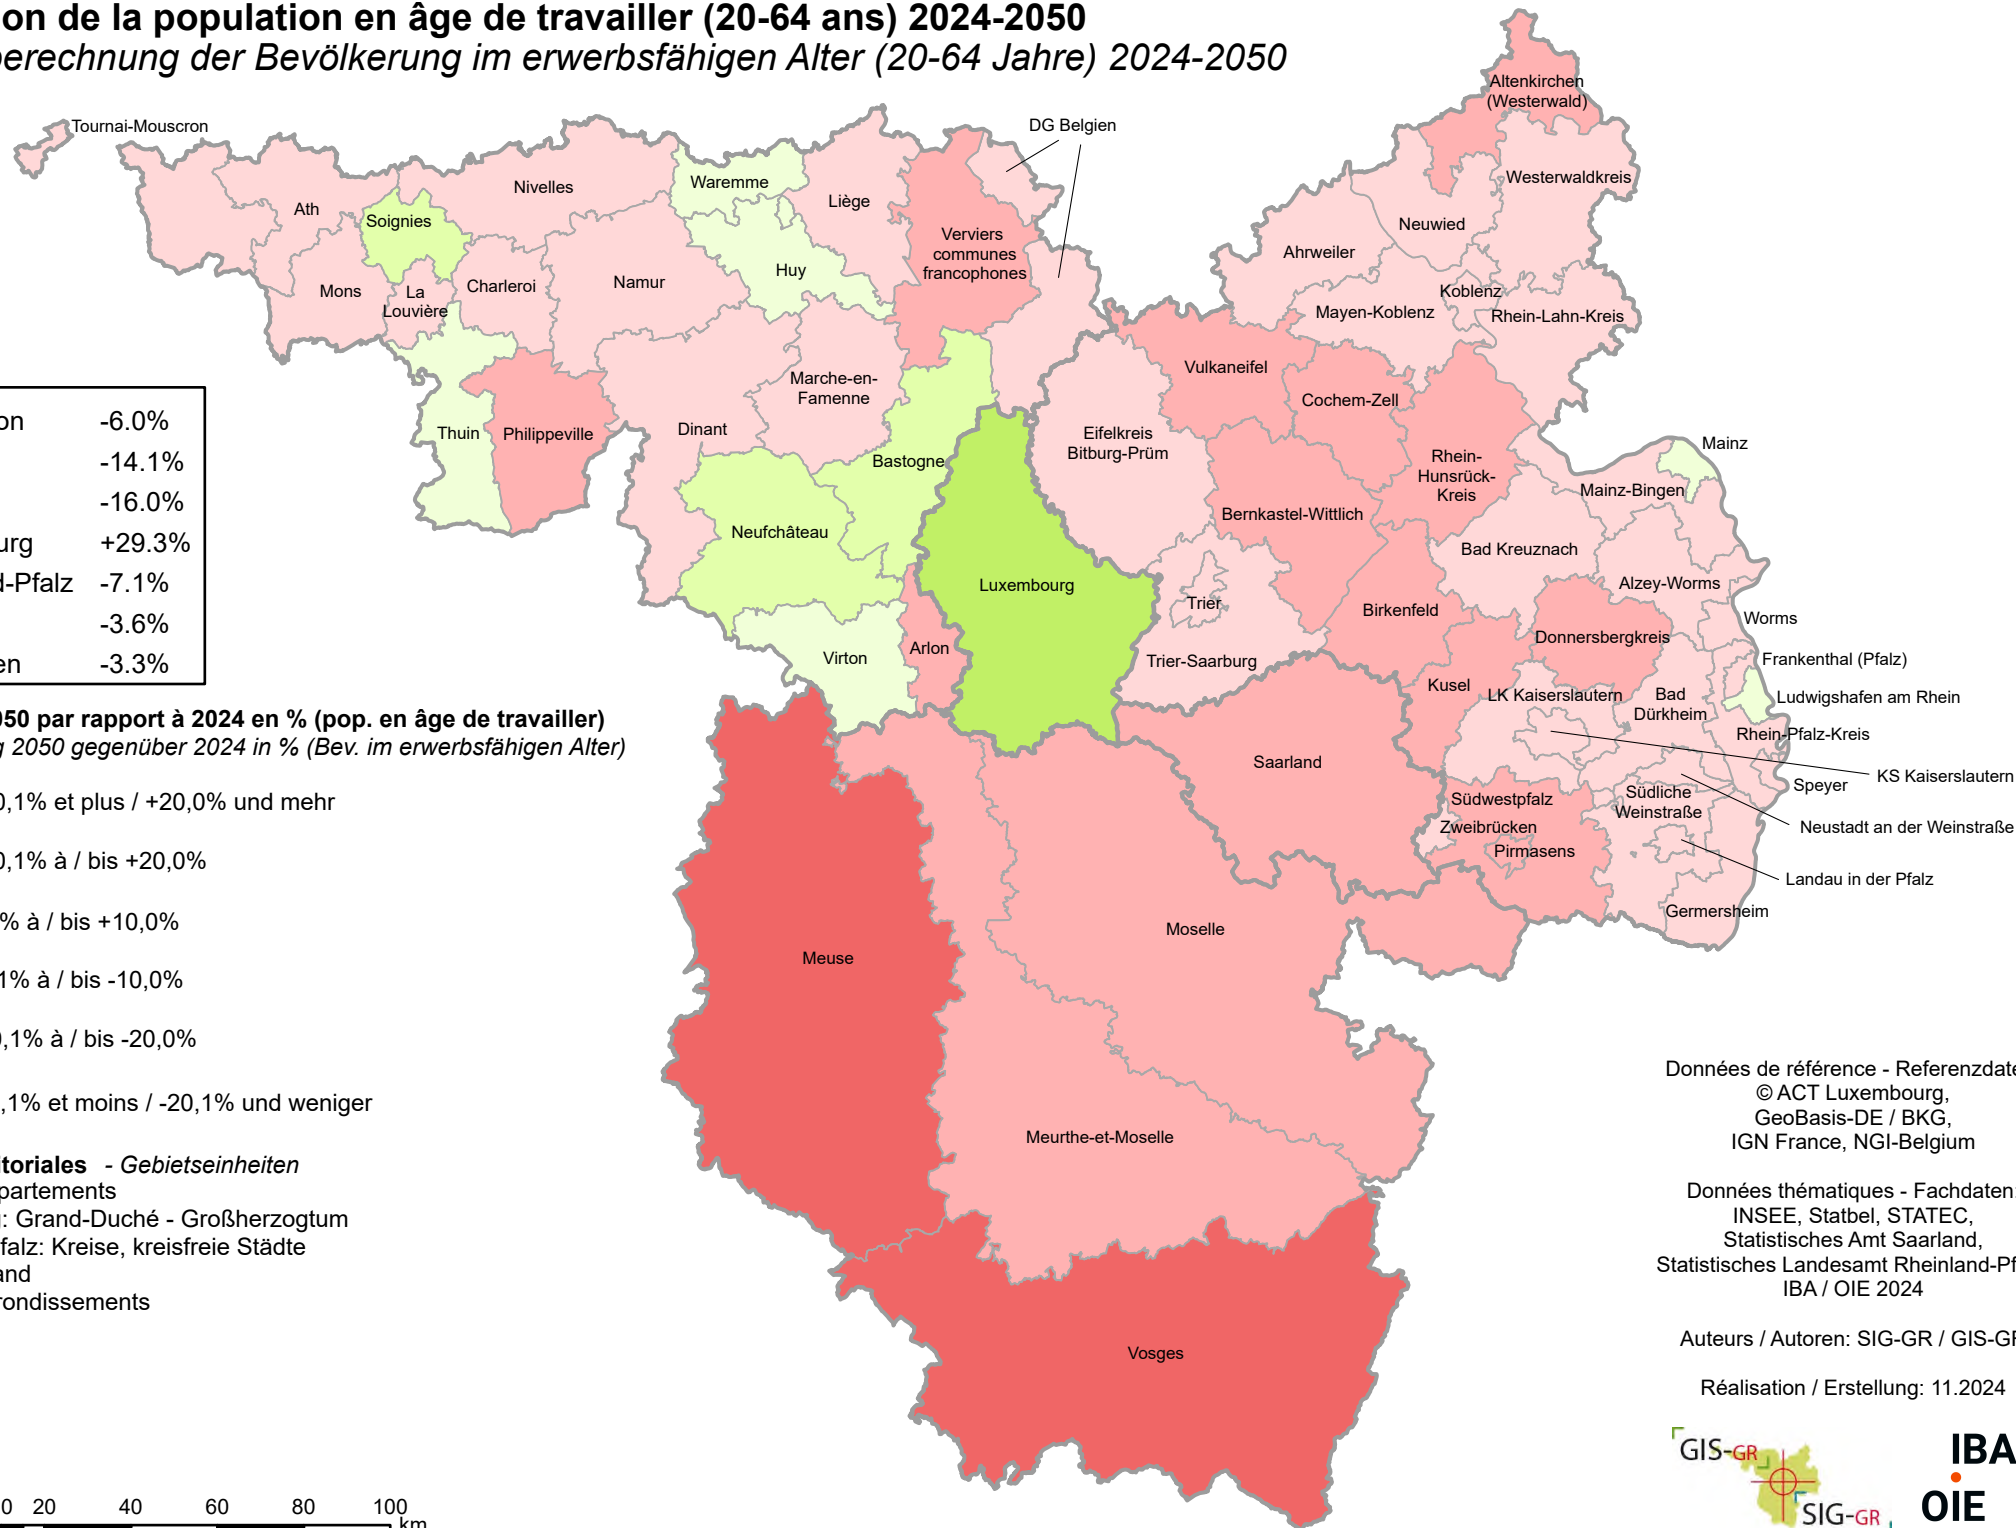 on de la population en âge de travailler (20-64 ans) 2024-2050
berechnung der Bevölkerung im erwerbsfähigen Alter (20-64 Jahre) 2024-2050
Tournai-Mouscron
DG Belgien
Altenkirchen
(Westerwald)
Ath
Soignies
Nivelles
Waremme
Liège
Verviers
communes
francophones
Westerwaldkreis
Neuwied
Ahrweiler
Mons
La
Louvière
Charleroi
Namur
Huy
Koblenz
Mayen-Koblenz
Rhein-Lahn-Kreis
Marche-en-
Famenne
Vulkaneifel
Cochem-Zell
Thuin
Philippeville
Dinant
Bastogne
Eifelkreis
Bitburg-Prüm
Rhein-
Hunsrück-
Kreis
Mainz
Mainz-Bingen
Neufchâteau
Bernkastel-Wittlich
Bad Kreuznach
Luxembourg
Trier
Birkenfeld
Alzey-Worms
Worms
Donnersbergkreis
Virton
Arlon
Trier-Saarburg
Frankenthal (Pfalz)
Kusel
LK Kaiserslautern
Bad
Dürkheim
Ludwigshafen am Rhein
Rhein-Pfalz-Kreis
Saarland
KS Kaiserslautern
Speyer
Südwestpfalz
Südliche
Weinstraße
Zweibrücken
Neustadt an der Weinstraße
Pirmasens
Landau in der Pfalz
Germersheim
Moselle
Meuse
Meurthe-et-Moselle
Vosges
on -6.0%
-14.1%
-16.0%
urg +29.3%
d-Pfalz -7.1%
-3.6%
en -3.3%
050 par rapport à 2024 en % (pop. en âge de travailler)
g 2050 gegenüber 2024 in % (Bev. im erwerbsfähigen Alter)
0,1% et plus / +20,0% und mehr
0,1% à / bis +20,0%
% à / bis +10,0%
1% à / bis -10,0%
0,1% à / bis -20,0%
,1% et moins / -20,1% und weniger
itoriales - Gebietseinheiten
partements
g: Grand-Duché - Großherzogtum
falz: Kreise, kreisfreie Städte
and
rondissements
0 20 40 60 80 100
km
Données de référence - Referenzdate
© ACT Luxembourg,
GeoBasis-DE / BKG,
IGN France, NGI-Belgium
Données thématiques - Fachdaten:
INSEE, Statbel, STATEC,
Statistisches Amt Saarland,
Statistisches Landesamt Rheinland-Pf
IBA / OIE 2024
Auteurs / Autoren: SIG-GR / GIS-GR
Réalisation / Erstellung: 11.2024
GIS-GR
SIG-GR
IBA
OIE